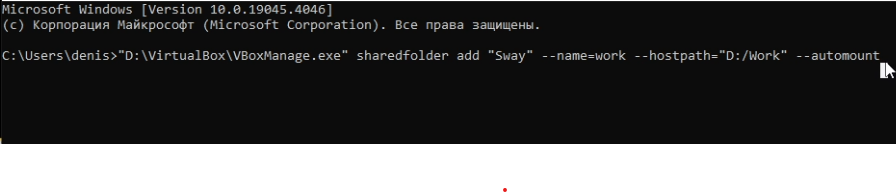 Microsoft Windows [Version 10.0.19045.4046]
(c) Корпорация Майкрософт (Microsoft Corporation). Все права защищены.
C:\Users\denis>"D:\VirtualBox\VBoxManage.exe" sharedfolder add "Sway" --name=work --hostpath="D:/Work" --automount